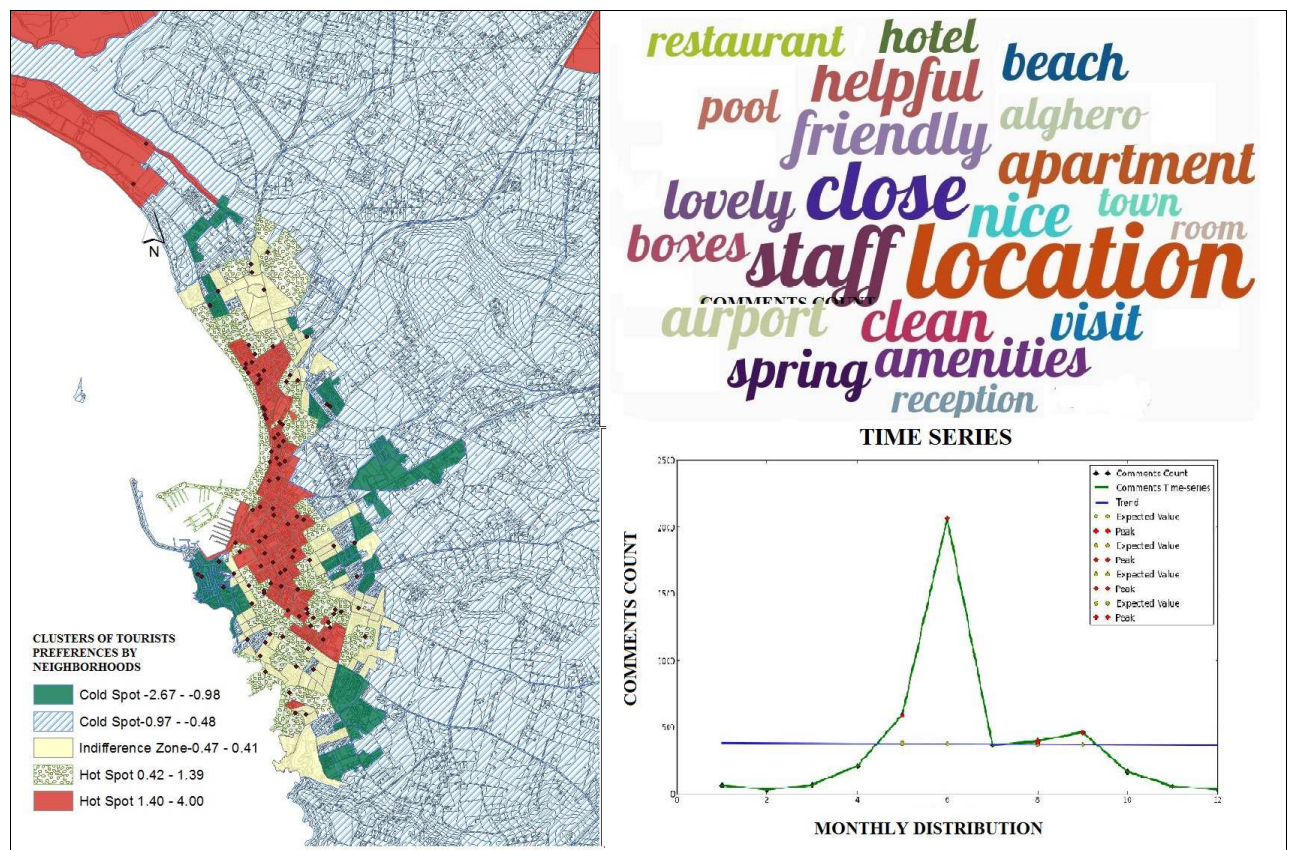 N
CLUSTERS OF TOURISTS
PREFERENCES BY
NEIGHBORHOODS
Cold Spot -2.67 - -0.98
Cold Spot-0.97 - -0.48
Indifference Zone-0.47 - 0.41
Hot Spot 0.42 - 1.39
Hot Spot 1.40 - 4.00
restaurant hotel
helpful beach
pool friendly alghero
apartment
lovely close nice town
boxes staff location room
COMMENTS COUNT
airport clean visit
spring amenities
reception
TIME SERIES
Comments Count
Comments Time-series
Trend
Expected Value
Peak
Expected Value
Peak
Expected Value
Peak
Expected Value
Peak
COMMENTS COUNT
0
0 2 4 6 8 10 12
MONTHLY DISTRIBUTION